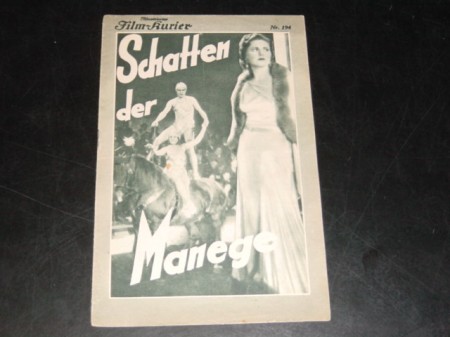 Illustrierter
Film-Kurier
Nr. 194
Schatten
der
Manege